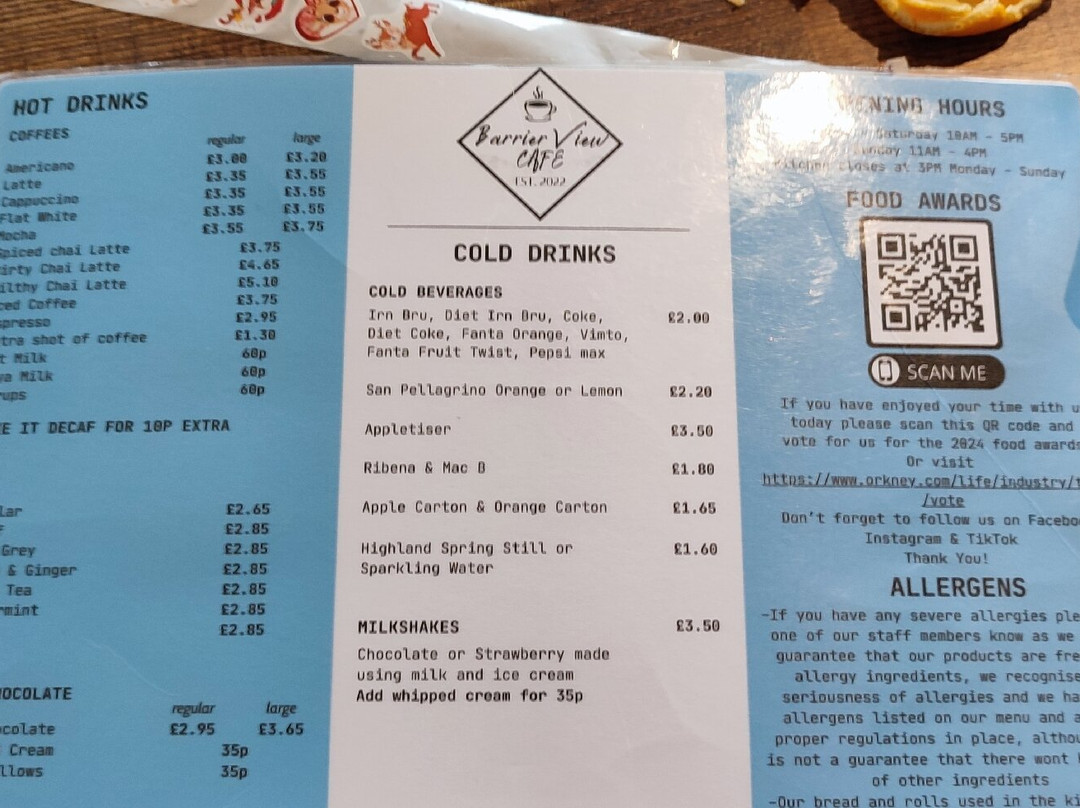 HOT DRINKS
COFFEES
regular large
Americano £3.00 £3.20
Latte £3.35 £3.55
Cappuccino £3.35 £3.55
Flat White £3.35 £3.55
Mocha £3.55 £3.75
Spiced chai Latte £3.75
irty Chai Latte £4.65
ilthy Chai Latte £5.10
ced Coffee £3.75
spresso £2.95
tra shot of coffee £1.30
t Milk 60p
ya Milk 60p
rups 60p
E IT DECAF FOR 10P EXTRA
lar £2.65
£2.85
Grey £2.85
& Ginger £2.85
Tea £2.85
rmint £2.85
£2.85
HOCOLATE
regular large
colate £2.95 £3.65
Cream 35p
llows 35p
Barrier View
CAFÉ
EST. 2022
COLD DRINKS
COLD BEVERAGES
Irn Bru, Diet Irn Bru, Coke, £2.00
Diet Coke, Fanta Orange, Vimto,
Fanta Fruit Twist, Pepsi max
San Pellagrino Orange or Lemon £2.20
Appletiser £3.50
Ribena & Mac B £1.80
Apple Carton & Orange Carton £1.65
Highland Spring Still or £1.60
Sparkling Water
MILKSHAKES £3.50
Chocolate or Strawberry made
using milk and ice cream
Add whipped cream for 35p
ENING HOURS
Saturday 10AM - 5PM
unday 11AM - 4PM
Kitchen closes at 3PM Monday - Sunday
FOOD AWARDS
SCAN ME
If you have enjoyed your time with u
today please scan this QR code and
vote for us for the 2024 food awards
Or visit
https://www.orkney.com/life/industry/
/vote
Don't forget to follow us on Facebo
Instagram & TikTok
Thank You!
ALLERGENS
-If you have any severe allergies ple
one of our staff members know as we
guarantee that our products are fre
allergy ingredients, we recognise
seriousness of allergies and we ha
allergens listed on our menu and a
proper regulations in place, althou
is not a guarantee that there wont
of other ingredients
-Our bread and rolls used in the ki